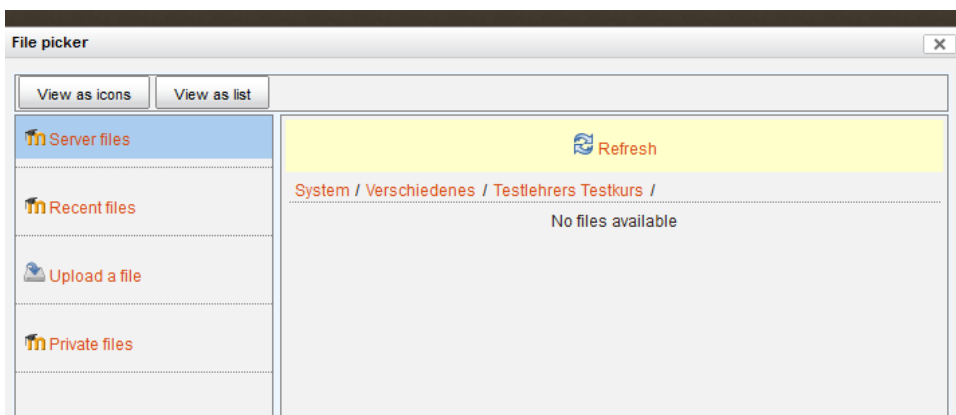 File picker
View as icons View as list
Server files
Recent files
Upload a file
Private files
Refresh
System / Verschiedenes / Testlehrers Testkurs /
No files available